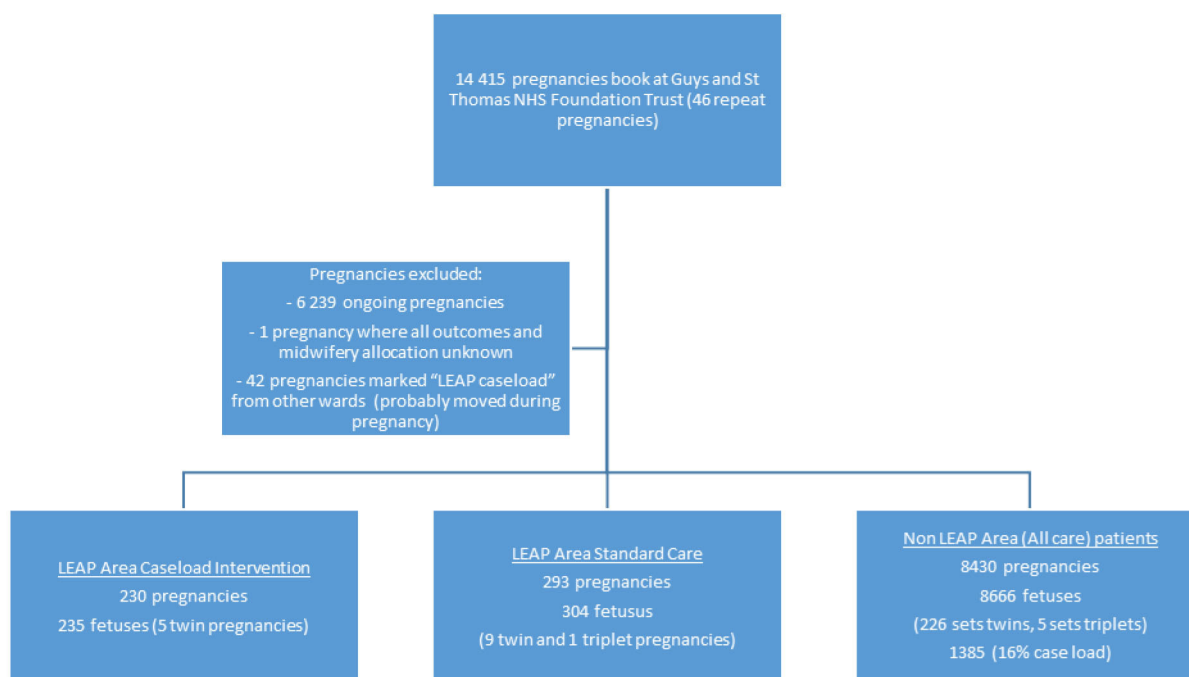 14 415 pregnancies book at Guys and St
Thomas NHS Foundation Trust (46 repeat
pregnancies)
Pregnancies excluded:
- 6 239 ongoing pregnancies
- 1 pregnancy where all outcomes and
midwifery allocation unknown
- 42 pregnancies marked “LEAP caseload”
from other wards (probably moved during
pregnancy)
LEAP Area Caseload Intervention
230 pregnancies
235 fetuses (5 twin pregnancies)
LEAP Area Standard Care
293 pregnancies
304 fetusus
(9 twin and 1 triplet pregnancies)
Non LEAP Area (All care) patients
8430 pregnancies
8666 fetuses
(226 sets twins, 5 sets triplets)
1385 (16% case load)